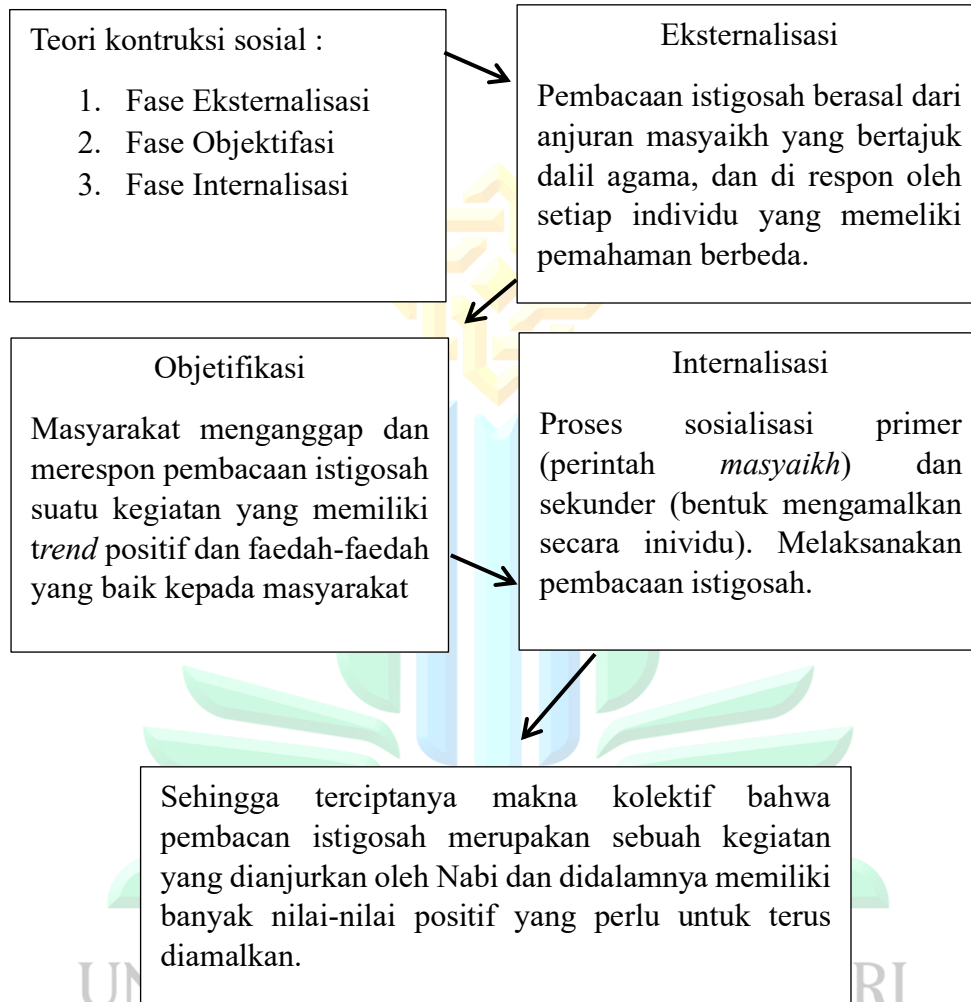 Teori kontruksi sosial :
1. Fase Eksternalisasi
2. Fase Objektifasi
3. Fase Internalisasi
Eksternalisasi
Pembacaan istigosah berasal dari
anjuran masyaikh yang bertajuk
dalil agama, dan di respon oleh
setiap individu yang memeliki
pemahaman berbeda.
Objetifikasi
Masyarakat menganggap dan
merespon pembacaan istigosah
suatu kegiatan yang memiliki
trend positif dan faedah-faedah
yang baik kepada masyarakat
Internalisasi
Proses sosialisasi primer
(perintah masyaikh) dan
sekunder (bentuk mengamalkan
secara inividu). Melaksanakan
pembacaan istigosah.
Sehingga terciptanya makna kolektif bahwa
pembacan istigosah merupakan sebuah kegiatan
yang dianjurkan oleh Nabi dan didalamnya memiliki
banyak nilai-nilai positif yang perlu untuk terus
diamalkan.